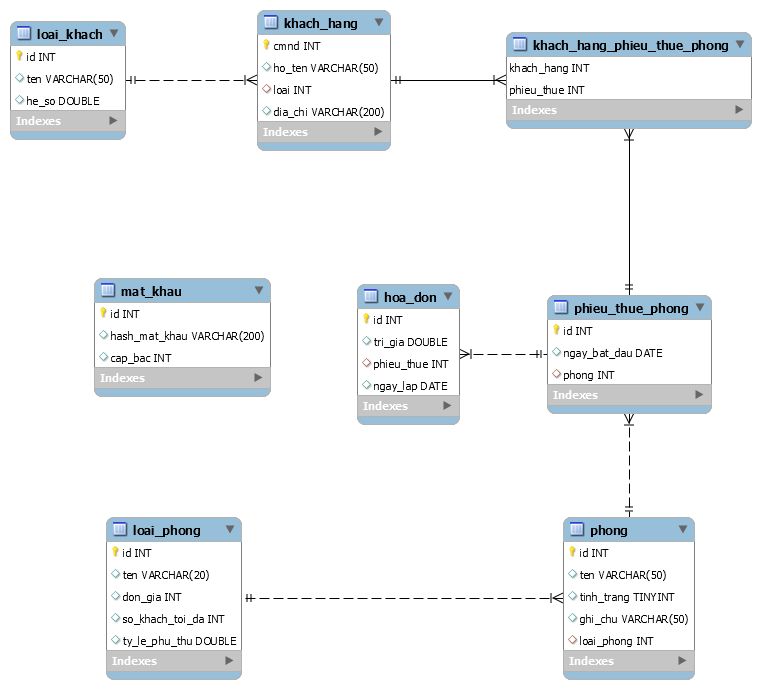 loai_khach
id INT
ten VARCHAR(50)
he_so DOUBLE
Indexes
khach_hang
cmnd INT
ho_ten VARCHAR(50)
loai INT
dia_chi VARCHAR(200)
Indexes
khach_hang_phieu_thue_phong
khach_hang INT
phieu_thue INT
Indexes
mat_khau
id INT
hash_mat_khau VARCHAR(200)
cap_bac INT
Indexes
hoa_don
id INT
tri_gia DOUBLE
phieu_thue INT
ngay_lap DATE
Indexes
phieu_thue_phong
id INT
ngay_bat_dau DATE
phong INT
Indexes
loai_phong
id INT
ten VARCHAR(20)
don_gia INT
so_khach_toi_da INT
ty_le_phu_thu DOUBLE
Indexes
phong
id INT
ten VARCHAR(50)
tinh_trang TINYINT
ghi_chu VARCHAR(50)
loai_phong INT
Indexes